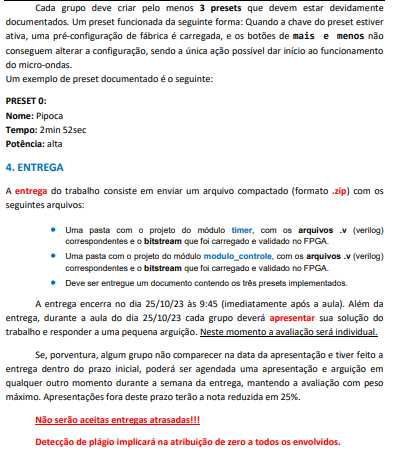 Cada grupo deve criar pelo menos 3 presets que devem estar devidamente
documentados. Um preset funcionada da seguinte forma: Quando a chave do preset estiver
ativa, uma pré-configuração de fábrica é carregada, e os botões de mais e menos não
conseguem alterar a configuração, sendo a única ação possível dar início ao funcionamento
do micro-ondas.
Um exemplo de preset documentado é o seguinte:
PRESET 0:
Nome: Pipoca
Tempo: 2min 52sec
Potência: alta
4. ENTREGA
A entrega do trabalho consiste em enviar um arquivo compactado (formato .zip) com os
seguintes arquivos:
• Uma pasta com o projeto do módulo timer, com os arquivos .v (verilog)
correspondentes e o bitstream que foi carregado e validado no FPGA.
• Uma pasta com o projeto do módulo modulo_controle, com os arquivos .v (verilog)
correspondentes e o bitstream que foi carregado e validado no FPGA.
• Deve ser entregue um documento contendo os três presets implementados.
A entrega encerra no dia 25/10/23 às 9:45 (imediatamente após a aula). Além da
entrega, durante a aula do dia 25/10/23 cada grupo deverá apresentar sua solução do
trabalho e responder a uma pequena arguição. Neste momento a avaliação será individual.
Se, porventura, algum grupo não comparecer na data da apresentação e tiver feito a
entrega dentro do prazo inicial, poderá ser agendada uma apresentação e arguição em
qualquer outro momento durante a semana da entrega, mantendo a avaliação com peso
máximo. Apresentações fora deste prazo terão a nota reduzida em 25%.
Não serão aceitas entregas atrasadas!!!
Detecção de plágio implicará na atribuição de zero a todos os envolvidos.